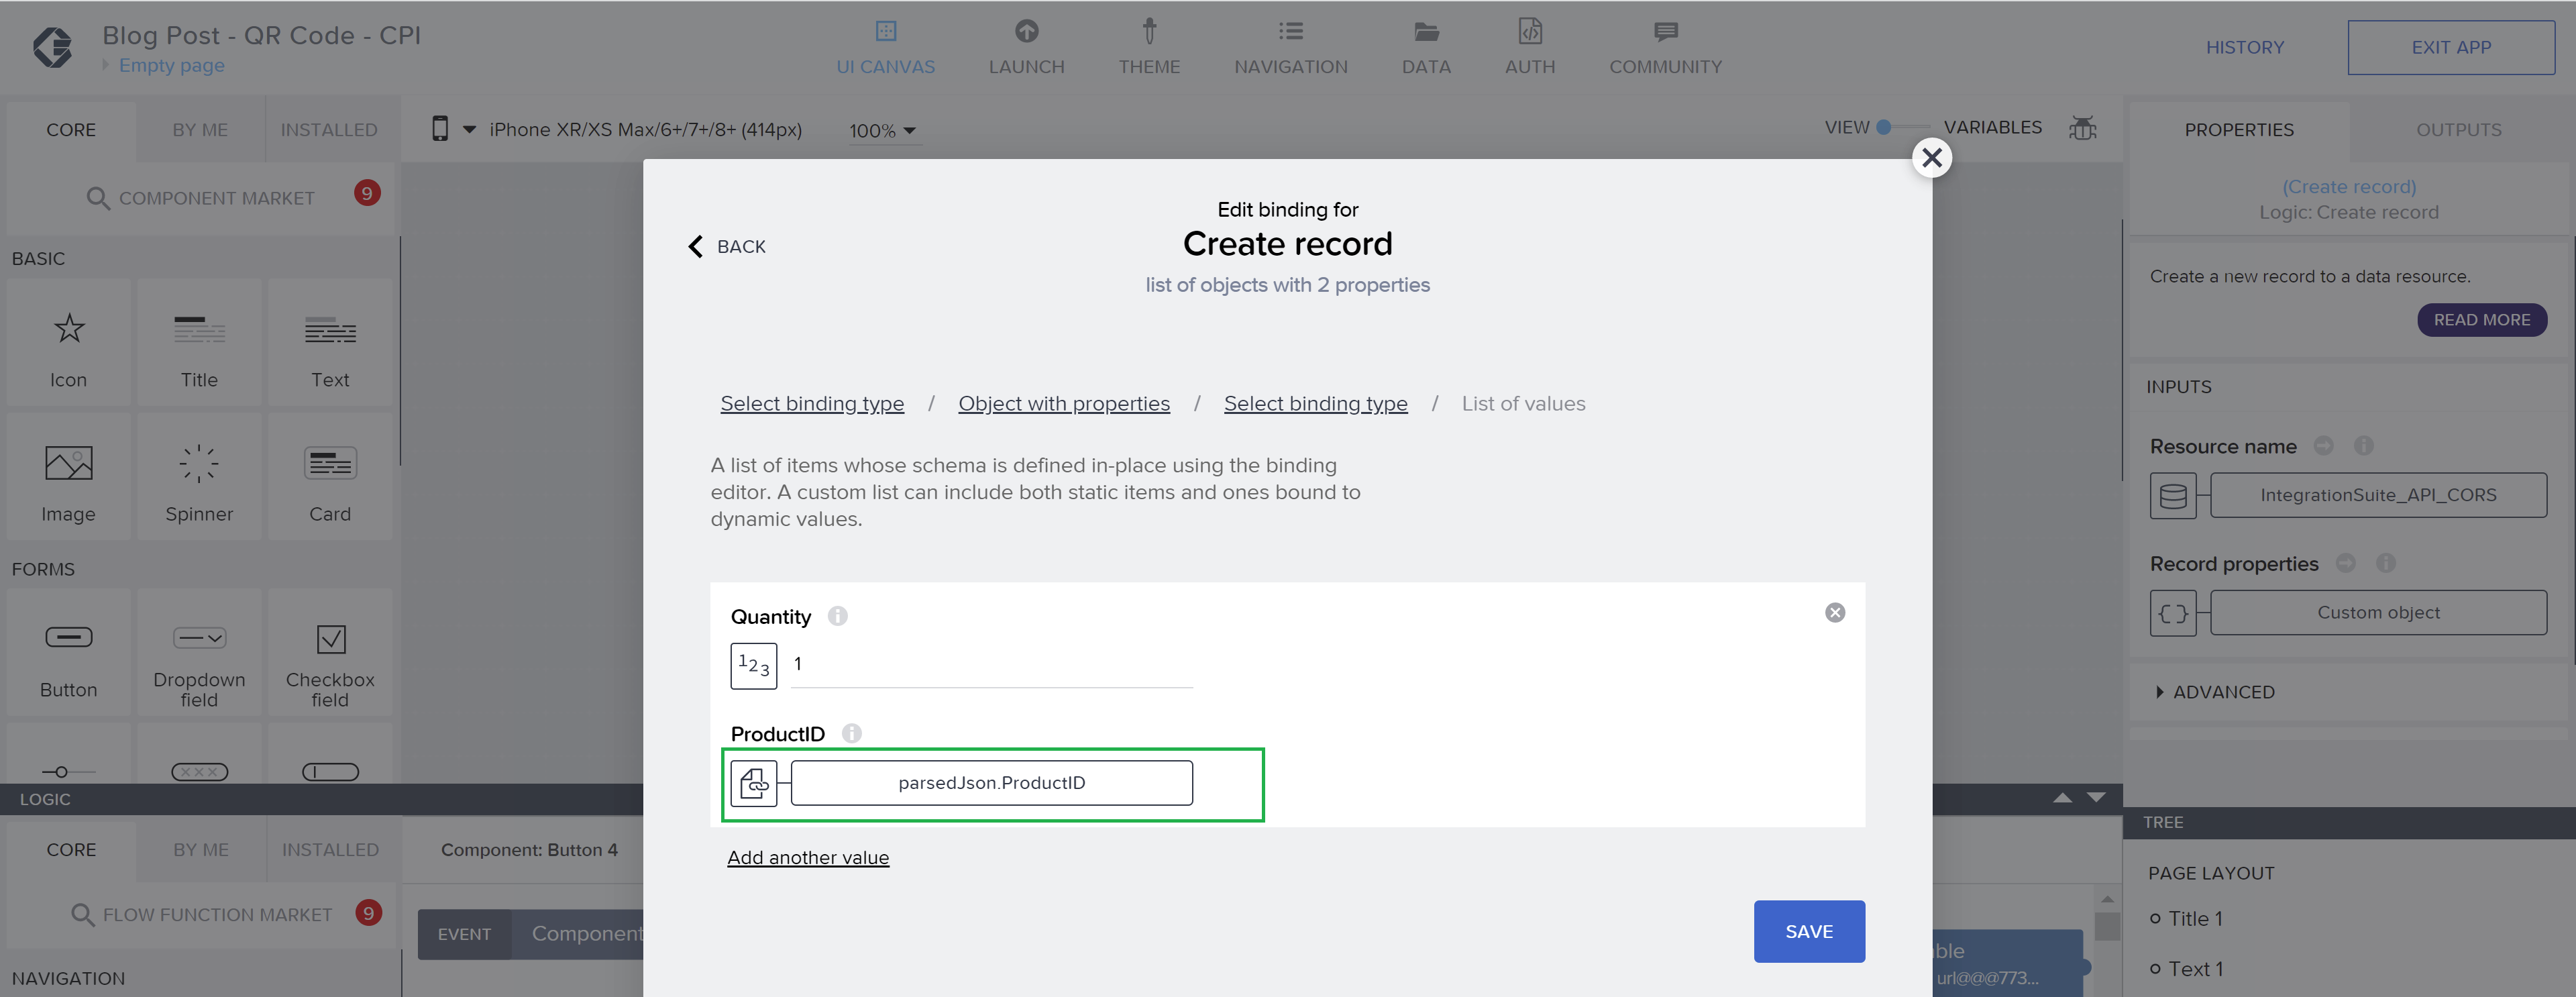 Blog Post - QR Code - CPI
Empty page
UI CANVAS
LAUNCH
THEME
NAVIGATION
DATA
AUTH
COMMUNITY
HISTORY
EXIT APP
CORE
BY ME
INSTALLED
iPhone XR/XS Max/6+/7+/8+ (414px)
100%
VIEW
VARIABLES
PROPERTIES
OUTPUTS
COMPONENT MARKET
9
BASIC
Icon
Title
Text
Image
Spinner
Card
FORMS
Button
Dropdown
field
Checkbox
field
Edit binding for
Create record
list of objects with 2 properties
BACK
Select binding type / Object with properties / Select binding type / List of values
A list of items whose schema is defined in-place using the binding
editor. A custom list can include both static items and ones bound to
dynamic values.
Quantity
123
1
ProductID
parsedJson.ProductID
Add another value
SAVE
(Create record)
Logic: Create record
Create a new record to a data resource.
READ MORE
INPUTS
Resource name
IntegrationSuite_API_CORS
Record properties
Custom object
ADVANCED
LOGIC
CORE
BY ME
INSTALLED
Component: Button 4
FLOW FUNCTION MARKET
9
EVENT
Component
NAVIGATION
url@@@773...
TREE
PAGE LAYOUT
Title 1
Text 1